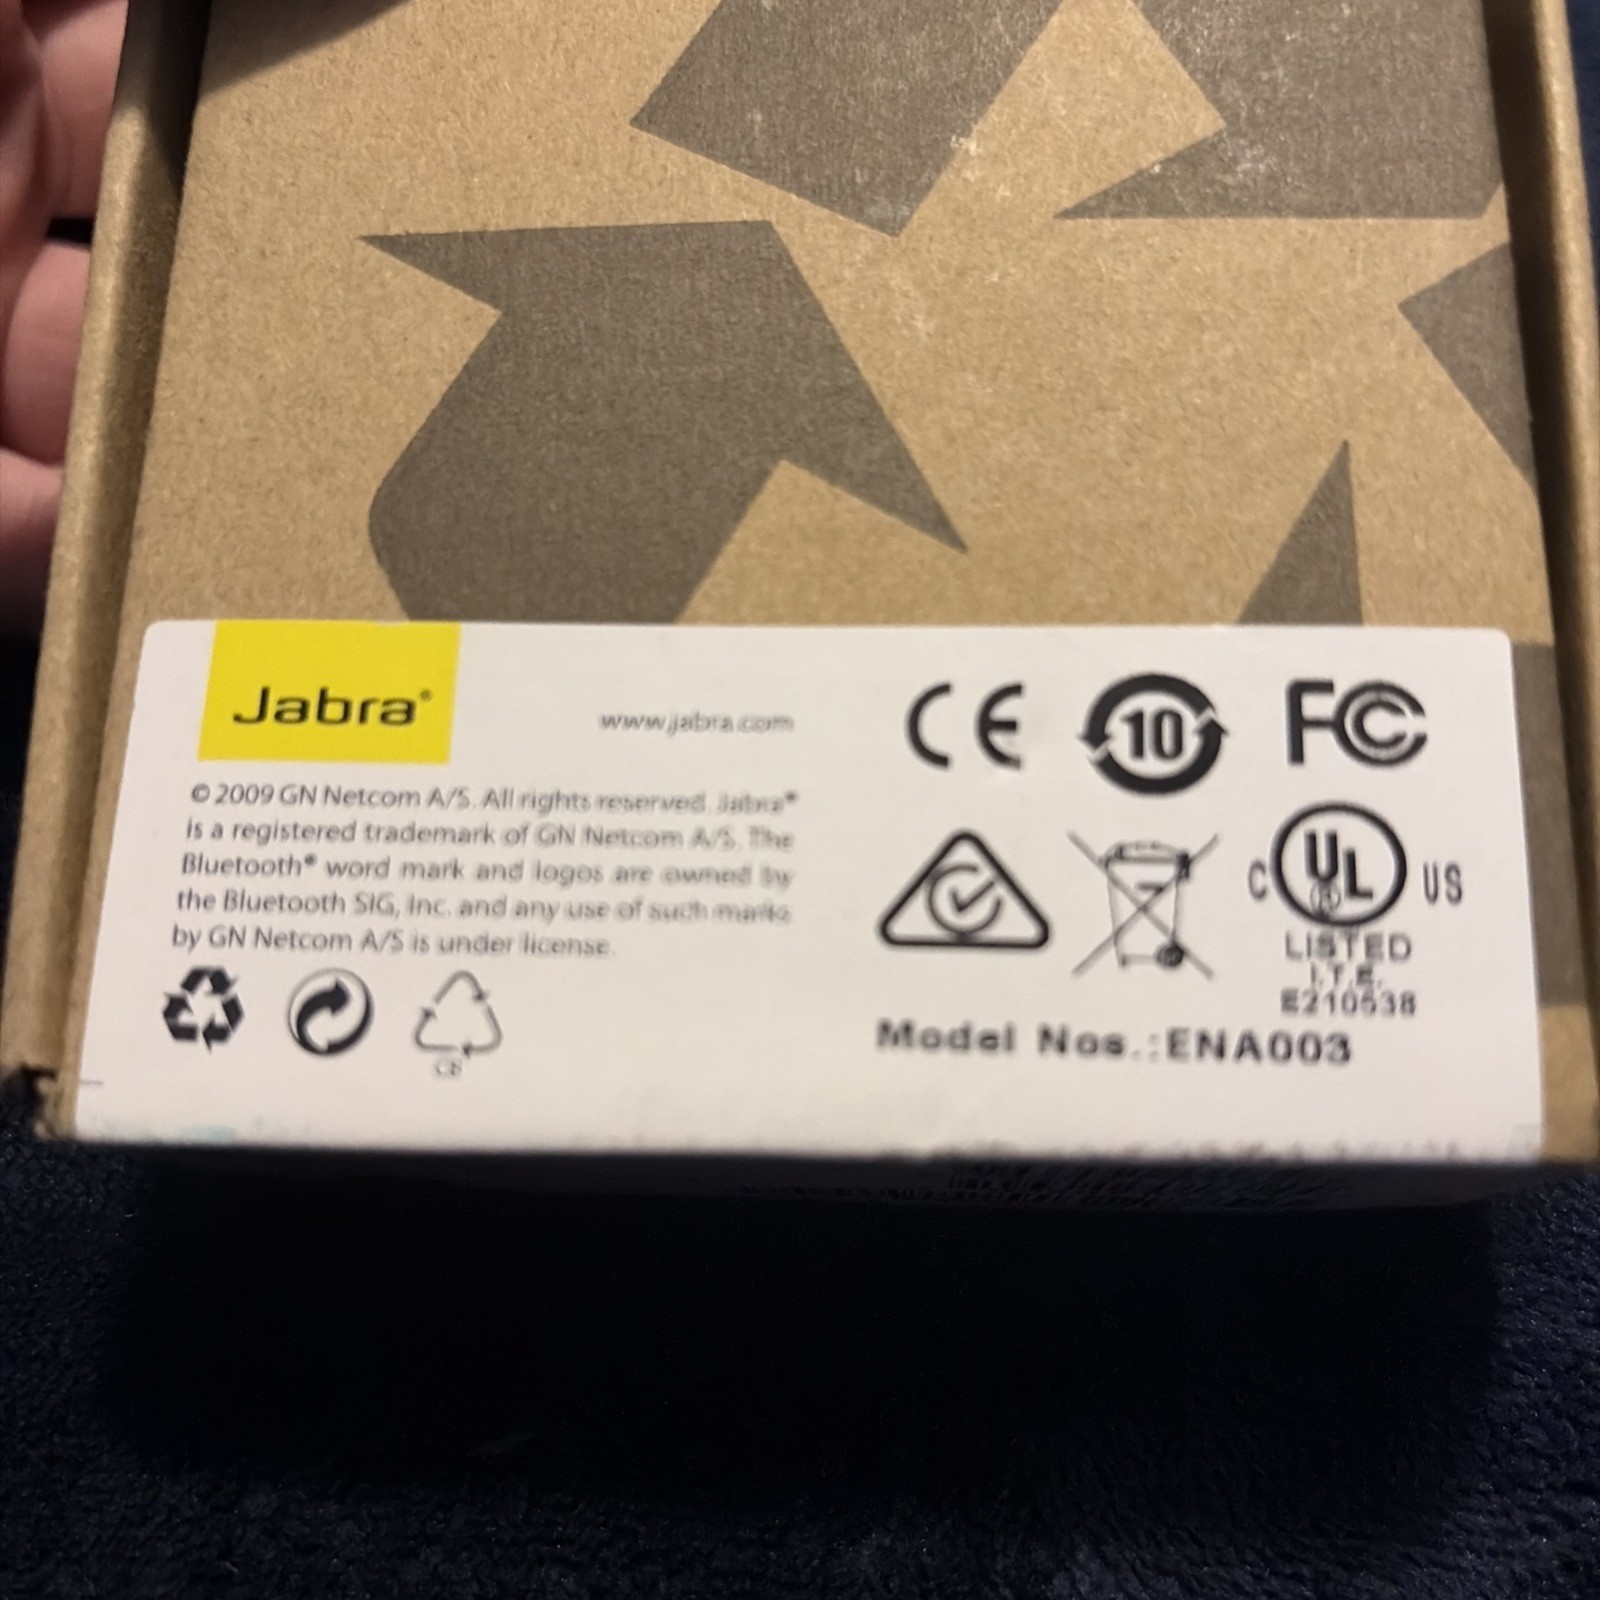 Jabra®
www.jabra.com
© 2009 GN Netcom A/S. All rights reserved. Jabra®
is a registered trademark of GN Netcom A/S. The
Bluetooth® word mark and logos are owned by
the Bluetooth SIG, Inc. and any use of such marks
by GN Netcom A/S is under license.
CE
10
FC
C UL® US
LISTED
I.T.E.
E210538
Model Nos.:ENA003